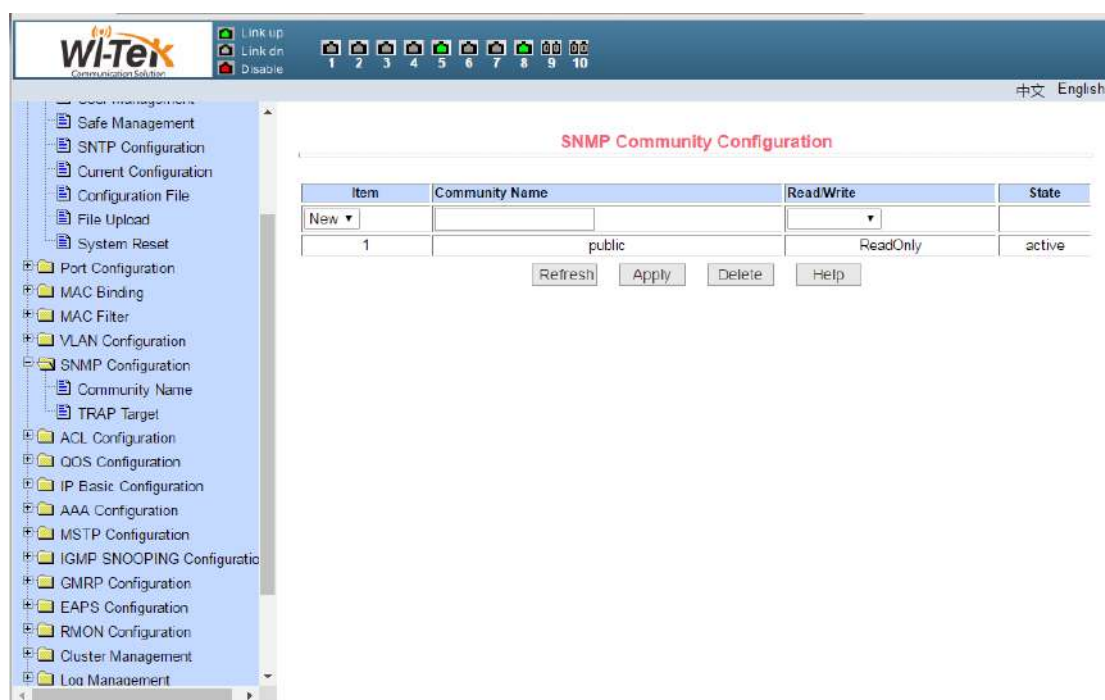 WI-Tek
Communication Solution
Link up
Link dn
Disable
1 2 3 4 5 6 7 8 9 10
中文 English
User Management
Safe Management
SNTP Configuration
Current Configuration
Configuration File
File Upload
System Reset
Port Configuration
MAC Binding
MAC Filter
VLAN Configuration
SNMP Configuration
Community Name
TRAP Target
ACL Configuration
QOS Configuration
IP Basic Configuration
AAA Configuration
MSTP Configuration
IGMP SNOOPING Configuratio
GMRP Configuration
EAPS Configuration
RMON Configuration
Cluster Management
Log Management
SNMP Community Configuration
Item Community Name Read/Write State
New
1 public ReadOnly active
Refresh Apply Delete Help